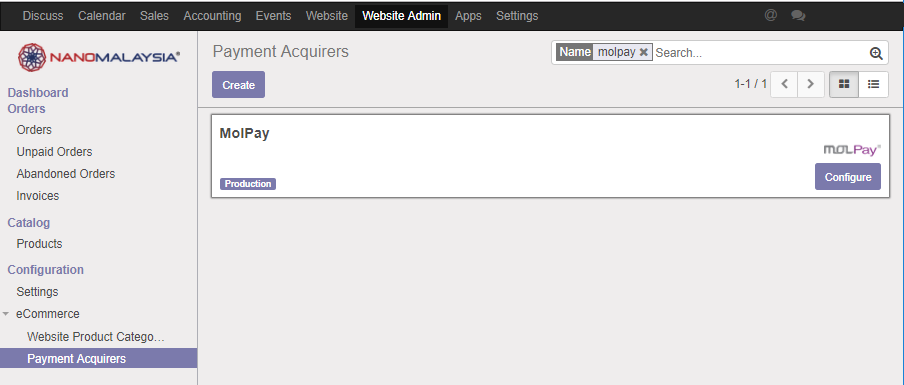 Discuss Calendar Sales Accounting Events Website Website Admin Apps Settings @
NANOMALAYSIA®
Payment Acquirers
Name molpay Search...
Create
1-1 / 1
Dashboard
Orders
Orders
Unpaid Orders
Abandoned Orders
Invoices
Catalog
Products
Configuration
Settings
eCommerce
Website Product Catego...
Payment Acquirers
MolPay
MOLPay®
Production
Configure